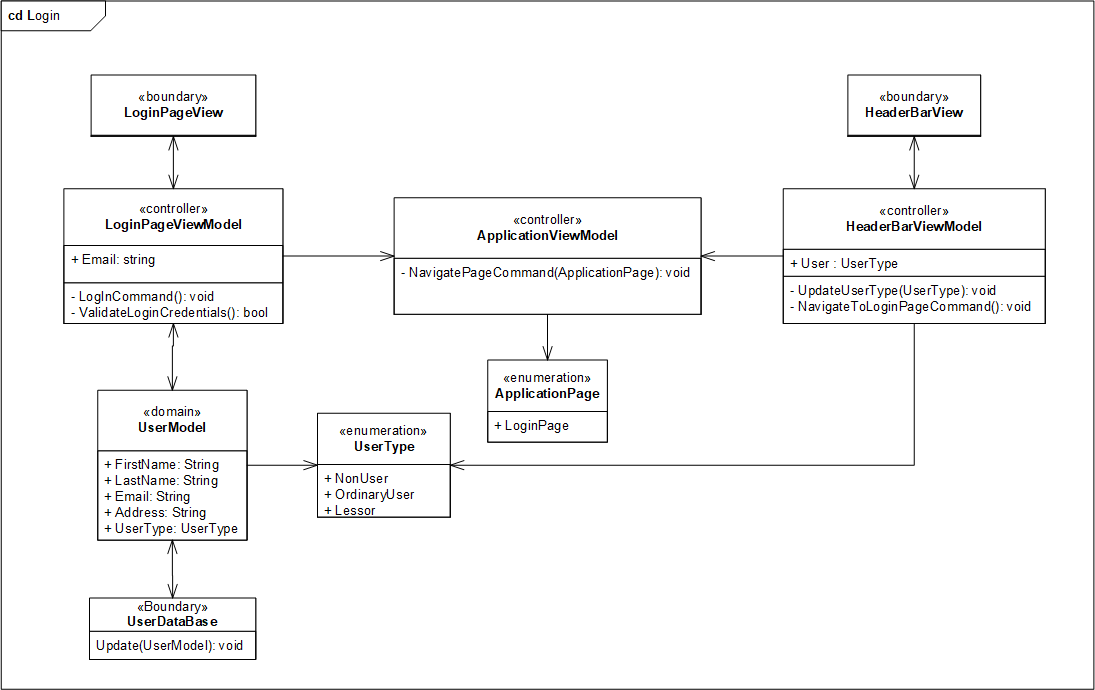 cd Login
«boundary»
LoginPageView
«boundary»
HeaderBarView
«controller»
LoginPageViewModel
+ Email: string
- LogInCommand(): void
- ValidateLoginCredentials(): bool
«controller»
ApplicationViewModel
- NavigatePageCommand(ApplicationPage): void
«controller»
HeaderBarViewModel
+ User : UserType
- UpdateUserType(UserType): void
- NavigateToLoginPageCommand(): void
«enumeration»
ApplicationPage
+ LoginPage
«domain»
UserModel
+ FirstName: String
+ LastName: String
+ Email: String
+ Address: String
+ UserType: UserType
«enumeration»
UserType
+ NonUser
+ OrdinaryUser
+ Lessor
«Boundary»
UserDataBase
Update(UserModel): void